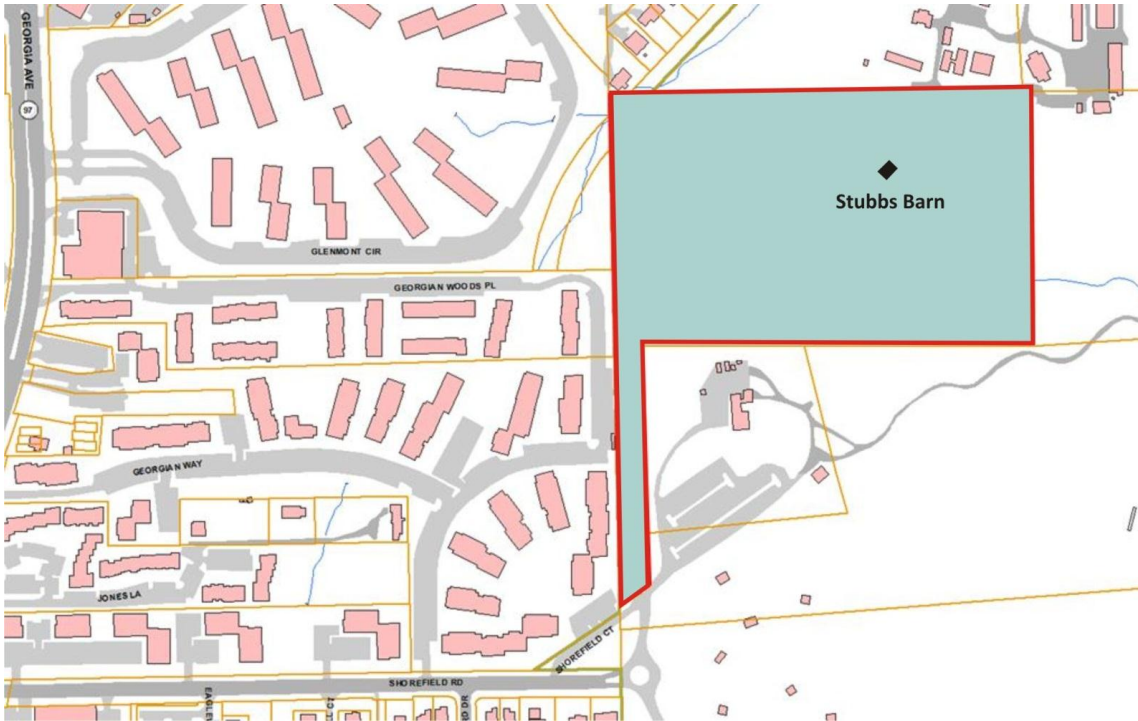 GEORGIA AVE
97
Stubbs Barn
GLENMONT CIR
GEORGIAN WOODS PL
GEORGIAN WAY
JONES LA
SHOREFIELD CT
SHOREFIELD RD